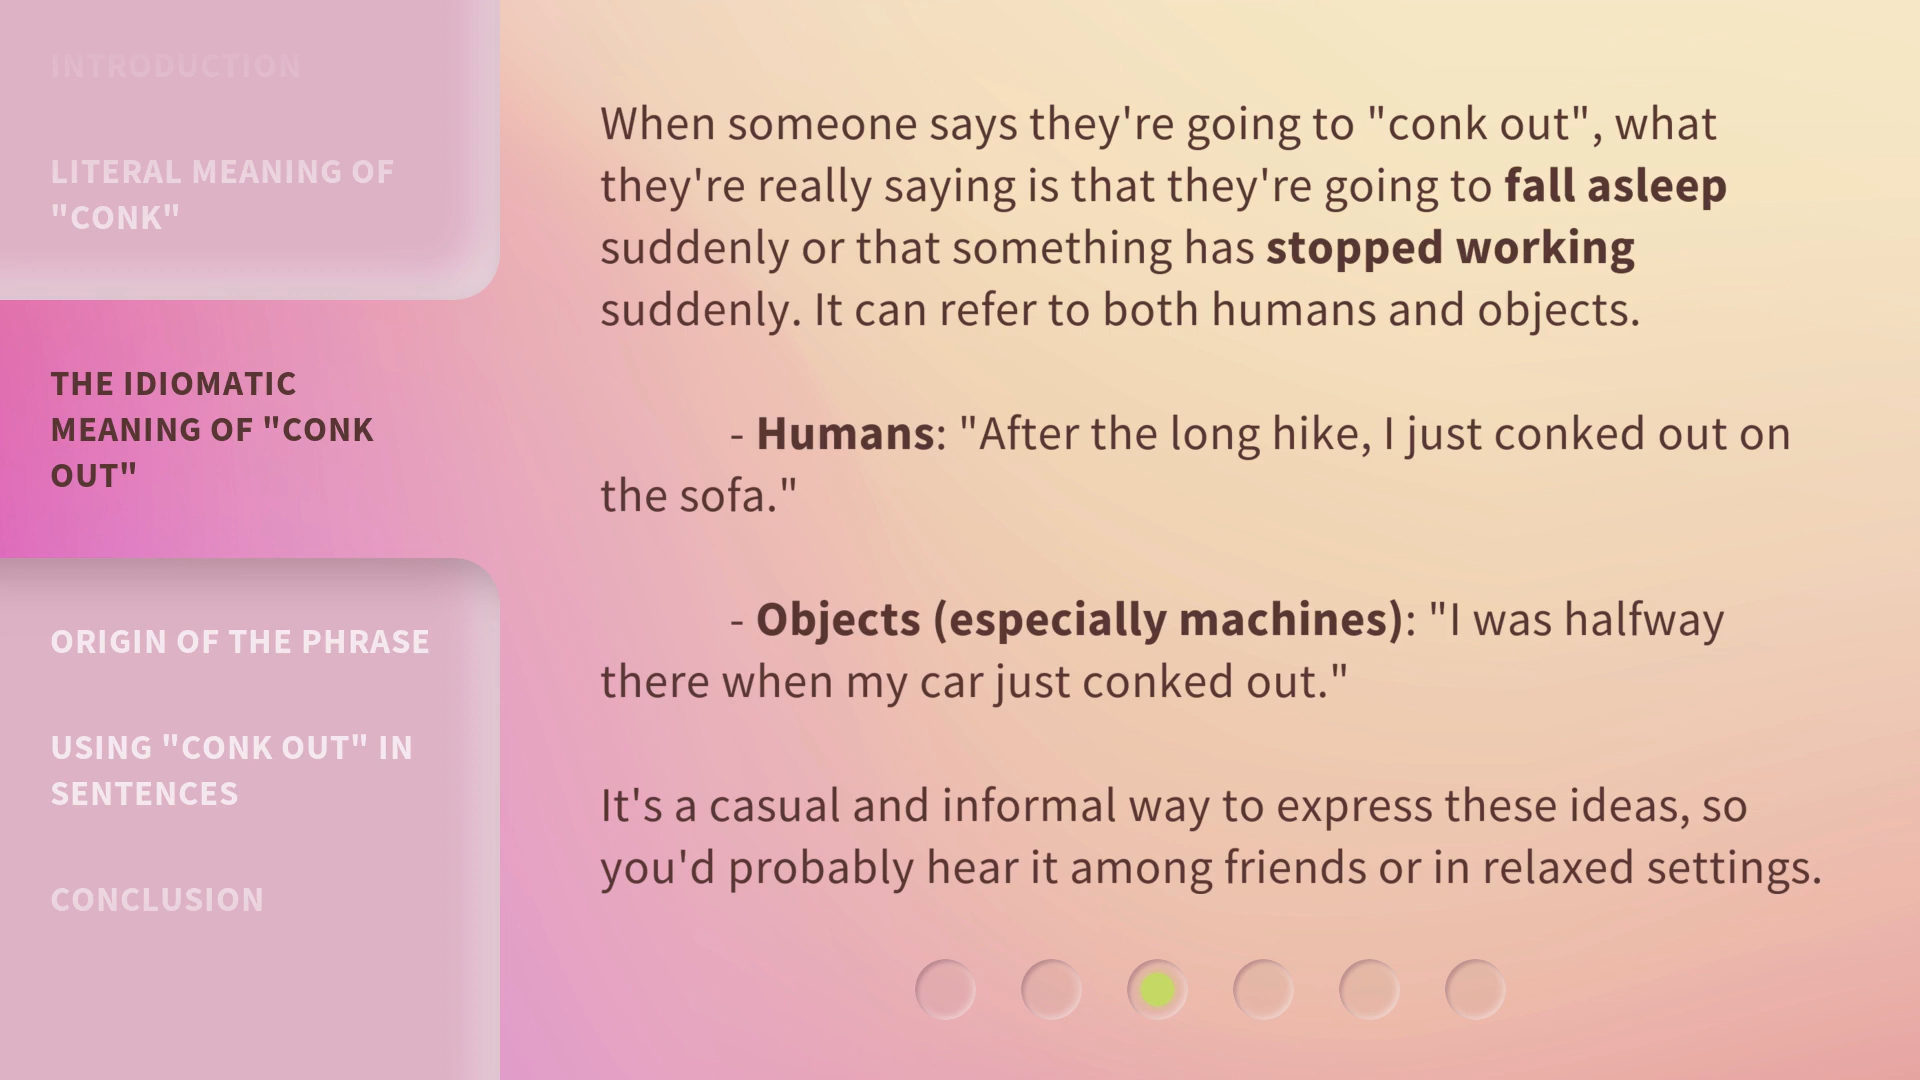 INTRODUCTION
LITERAL MEANING OF
"CONK"
THE IDIOMATIC
MEANING OF "CONK
OUT"
ORIGIN OF THE PHRASE
USING "CONK OUT" IN
SENTENCES
CONCLUSION
When someone says they're going to "conk out", what
they're really saying is that they're going to fall asleep
suddenly or that something has stopped working
suddenly. It can refer to both humans and objects.
- Humans: "After the long hike, I just conked out on
the sofa."
- Objects (especially machines): "I was halfway
there when my car just conked out."
It's a casual and informal way to express these ideas, so
you'd probably hear it among friends or in relaxed settings.